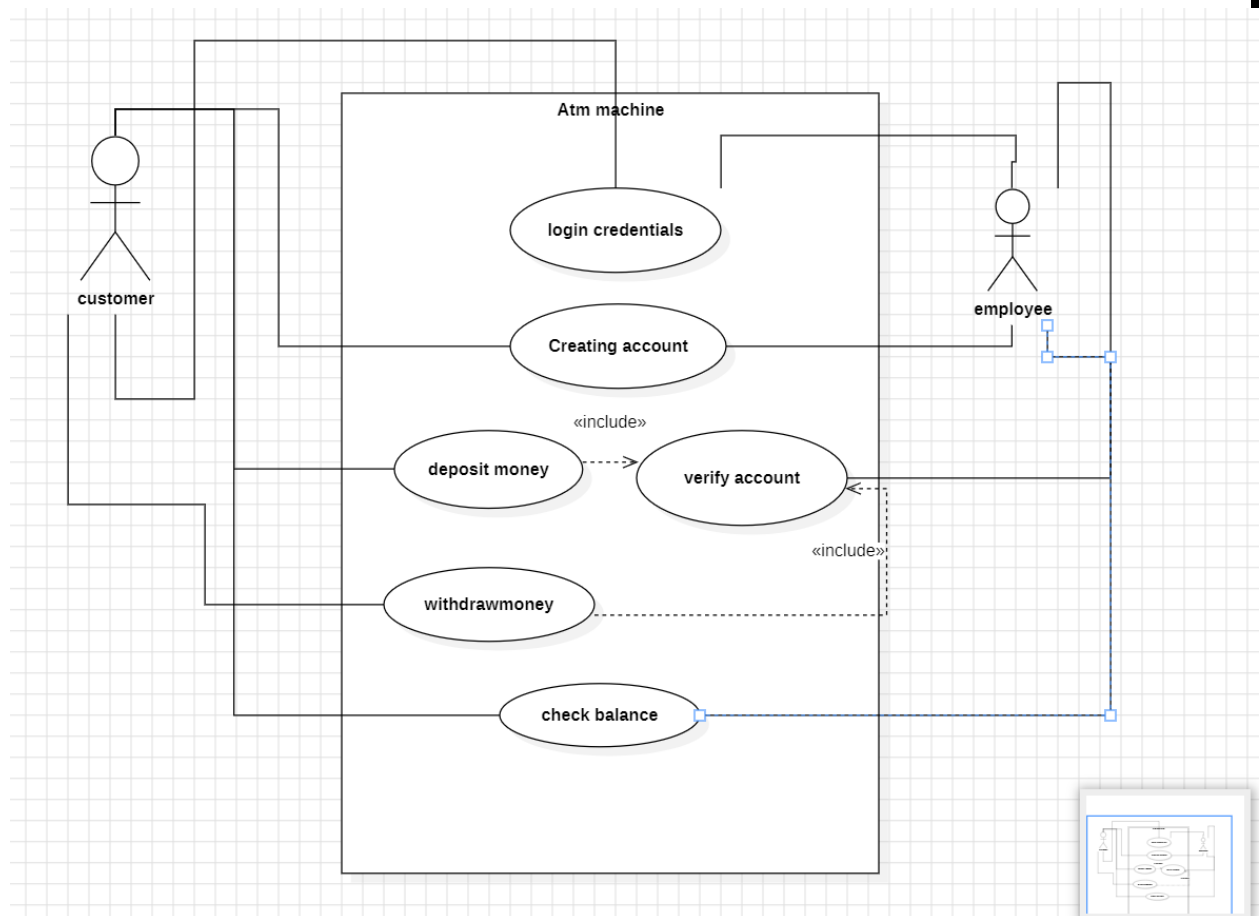 Atm machine
login credentials
customer
employee
Creating account
«include»
deposit money
verify account
«include»
withdrawmoney
check balance